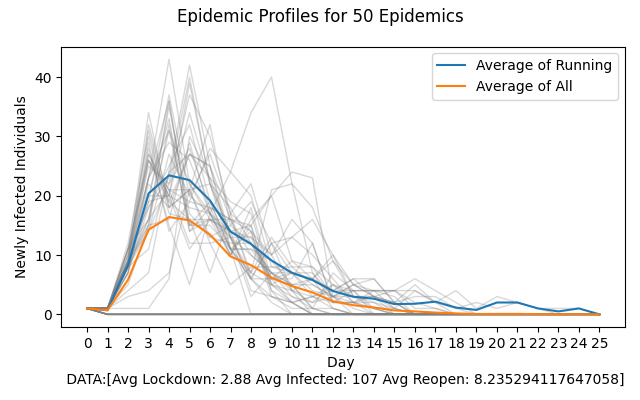 Epidemic Profiles for 50 Epidemics
Average of Running
Average of All
Newly Infected Individuals
40
30
20
10
0
0 1 2 3 4 5 6 7 8 9 10 11 12 13 14 15 16 17 18 19 20 21 22 23 24 25
Day
DATA:[Avg Lockdown: 2.88 Avg Infected: 107 Avg Reopen: 8.235294117647058]